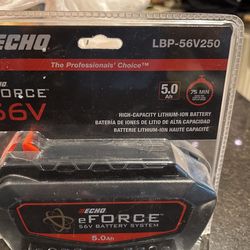 ECHO
LBP-56V250
The Professionals' Choice™
ECHO
FORCE
56V
5.0
Ah
75 MIN
HIGH-CAPACITY LITHIUM-ION BATTERY
BATERÍA DE IONES DE LITIO DE ALTA CAPACIDAD
BATTERIE LITHIUM-ION HAUTE CAPACITÉ
ECHO
eFORCE
56V BATTERY SYSTEM
5.0Ah